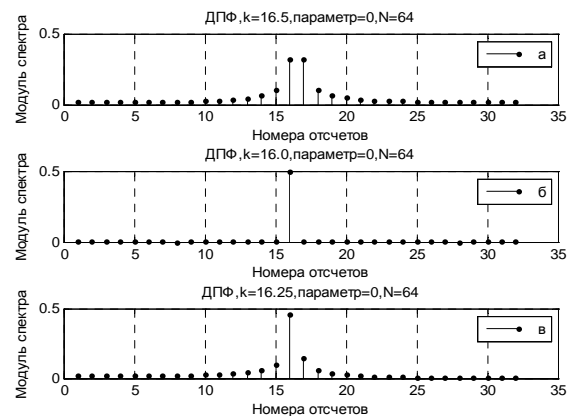 ДПФ,k=16.5,параметр=0,N=64
Модуль спектра
0.5
0
а
0 5 10 15 20 25 30 35
Номера отсчетов
ДПФ,k=16.0,параметр=0,N=64
Модуль спектра
0.5
0
б
0 5 10 15 20 25 30 35
Номера отсчетов
ДПФ,k=16.25,параметр=0,N=64
Модуль спектра
0.5
0
в
0 5 10 15 20 25 30 35
Номера отсчетов